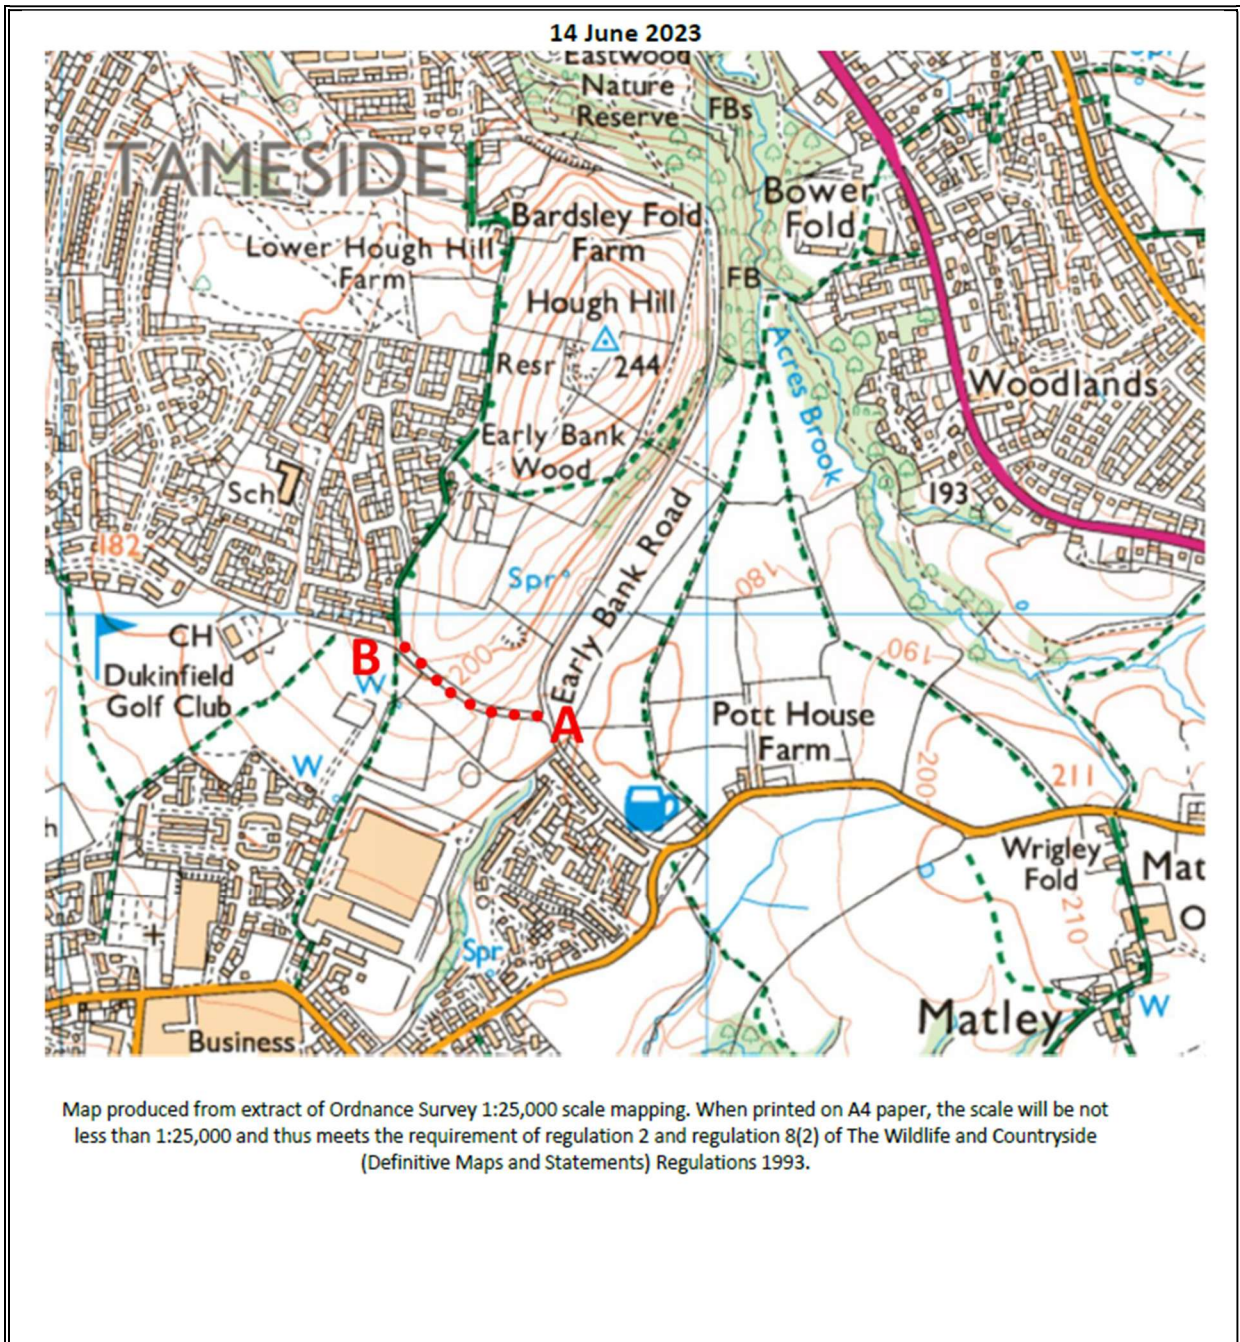 14 June 2023
Eastwood
Nature
Reserve
FBs
Spr
TAMESIDE
Bower
Fold
Bardsley Fold
Farm
Lower Hough Hill
Farm
FB
Hough Hill
Resr
244
Acres Brook
Woodlands
Early Bank
Wood
Sch
193
182
Early Bank Road
Spr
180
CH
B
200
190
Dukinfield
Golf Club
W
A
Pott House
Farm
W
200
211
h
Wrigley
Fold
Mat
O
210
Spr
Matley
W
Business
Map produced from extract of Ordnance Survey 1:25,000 scale mapping. When printed on A4 paper, the scale will be not
less than 1:25,000 and thus meets the requirement of regulation 2 and regulation 8(2) of The Wildlife and Countryside
(Definitive Maps and Statements) Regulations 1993.